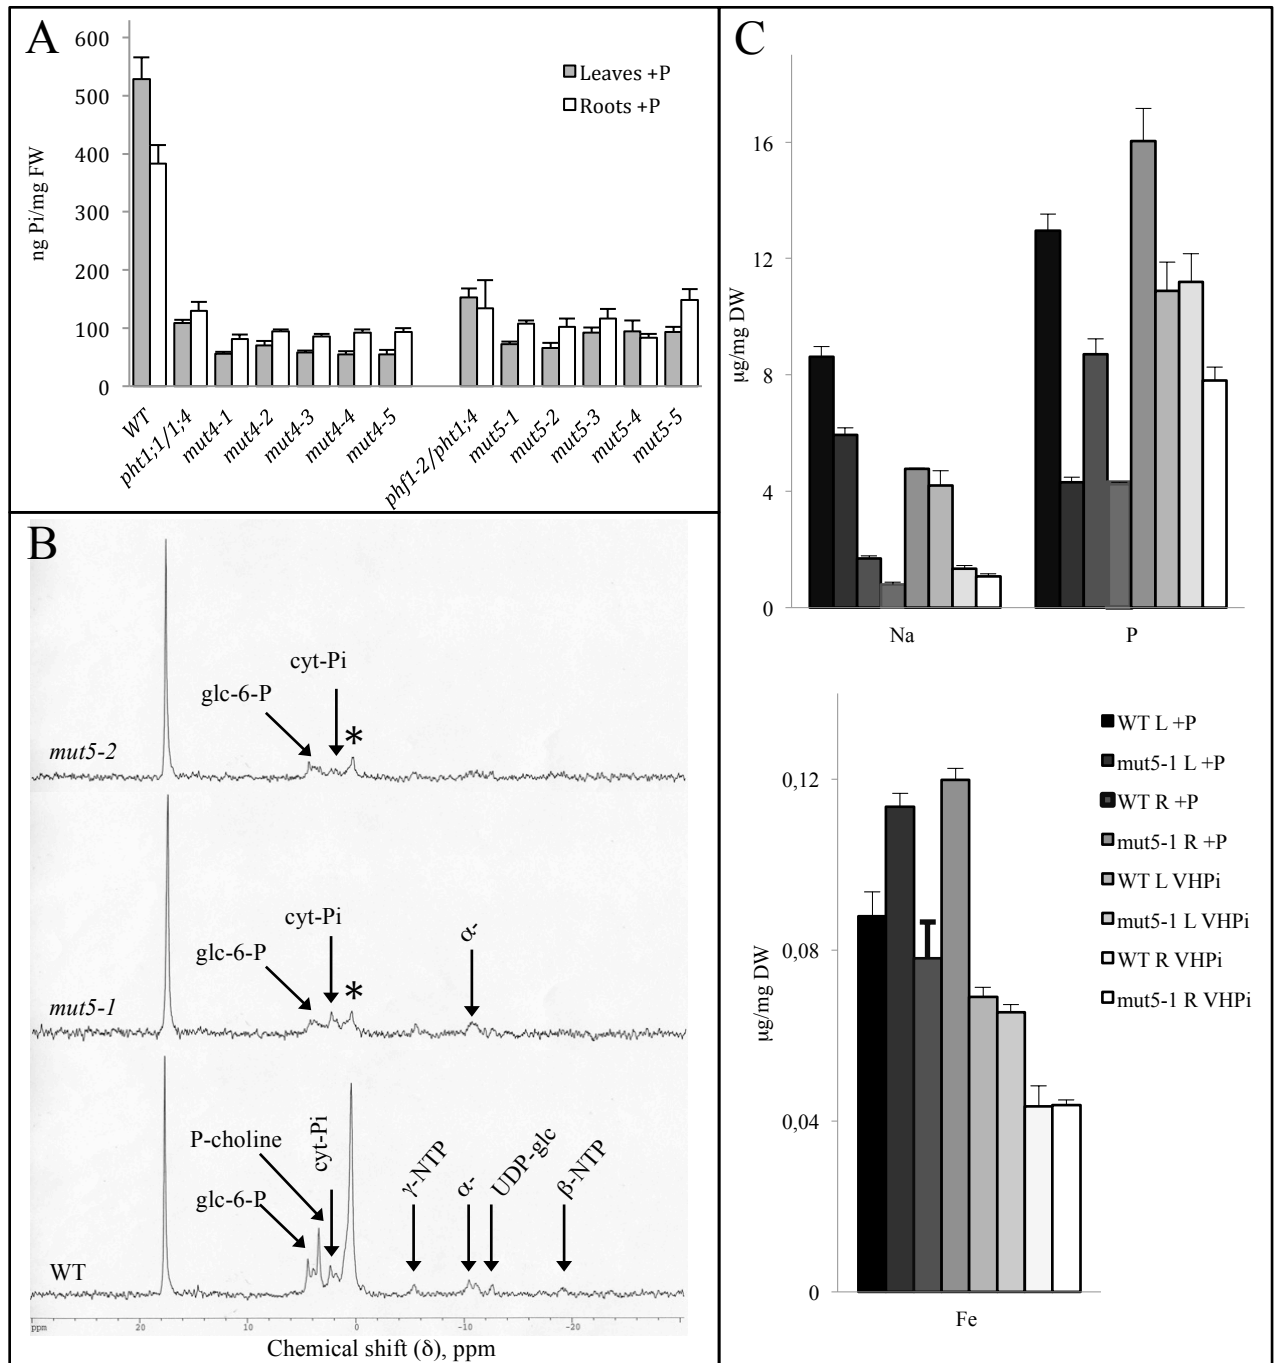 A
600
500
400
300
200
100
0
ng Pi/mg FW
Leaves +P
Roots +P
WT
pht1;1/1;4
mut4-1
mut4-2
mut4-3
mut4-4
mut4-5
phf1-2/pht1;4
mut5-1
mut5-2
mut5-3
mut5-4
mut5-5
B
cyt-Pi
glc-6-P
*
mut5-2
cyt-Pi
α-
glc-6-P
*
mut5-1
P-choline
cyt-Pi
glc-6-P
γ-NTP
α-
UDP-glc
β-NTP
WT
ppm
20
10
0
-10
-20
Chemical shift (δ), ppm
C
16
12
8
4
0
µg/mg DW
Na
P
0,12
0,08
0,04
0
µg/mg DW
Fe
WT L +P
mut5-1 L +P
WT R +P
mut5-1 R +P
WT L VHPi
mut5-1 L VHPi
WT R VHPi
mut5-1 R VHPi